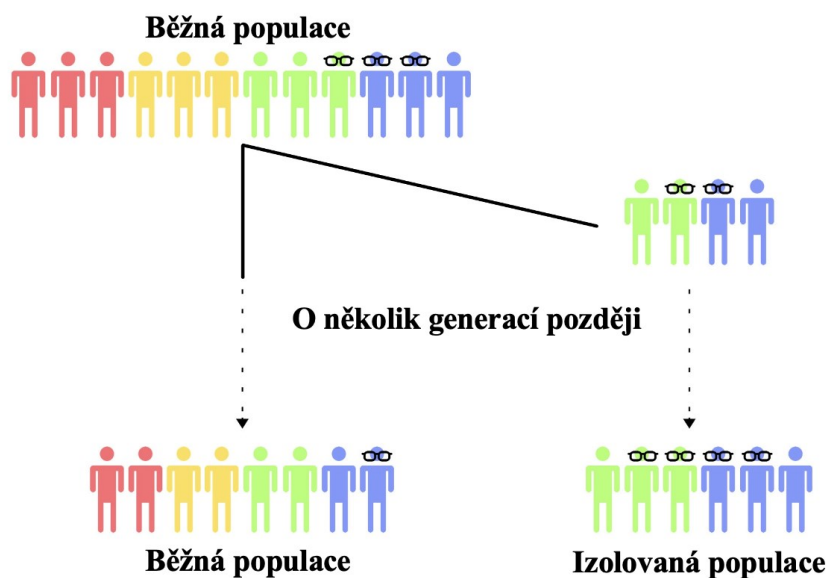 Běžná populace
O několik generací později
Běžná populace
Izolovaná populace